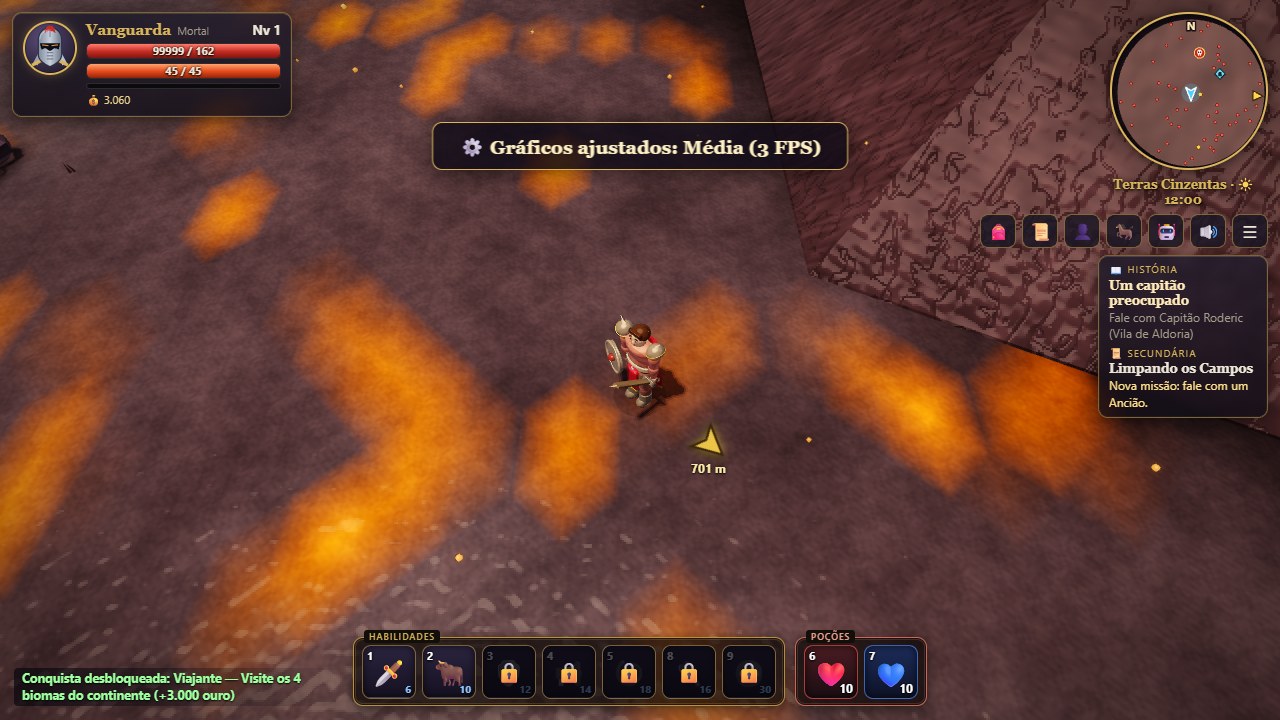 Vanguarda Mortal Nv 1
99999 / 162
45 / 45
3.060
Gráficos ajustados: Média (3 FPS)
N
Terras Cinzentas ·
12:00
HISTÓRIA
Um capitão
preocupado
Fale com Capitão Roderic
(Vila de Aldoria)
SECUNDÁRIA
Limpando os Campos
Nova missão: fale com um
Ancião.
701 m
Conquista desbloqueada: Viajante — Visite os 4
biomas do continente (+3.000 ouro)
HABILIDADES
1 2 3 4 5 8 9
6 10 12 14 18 16 30
POÇÕES
6 7
10 10